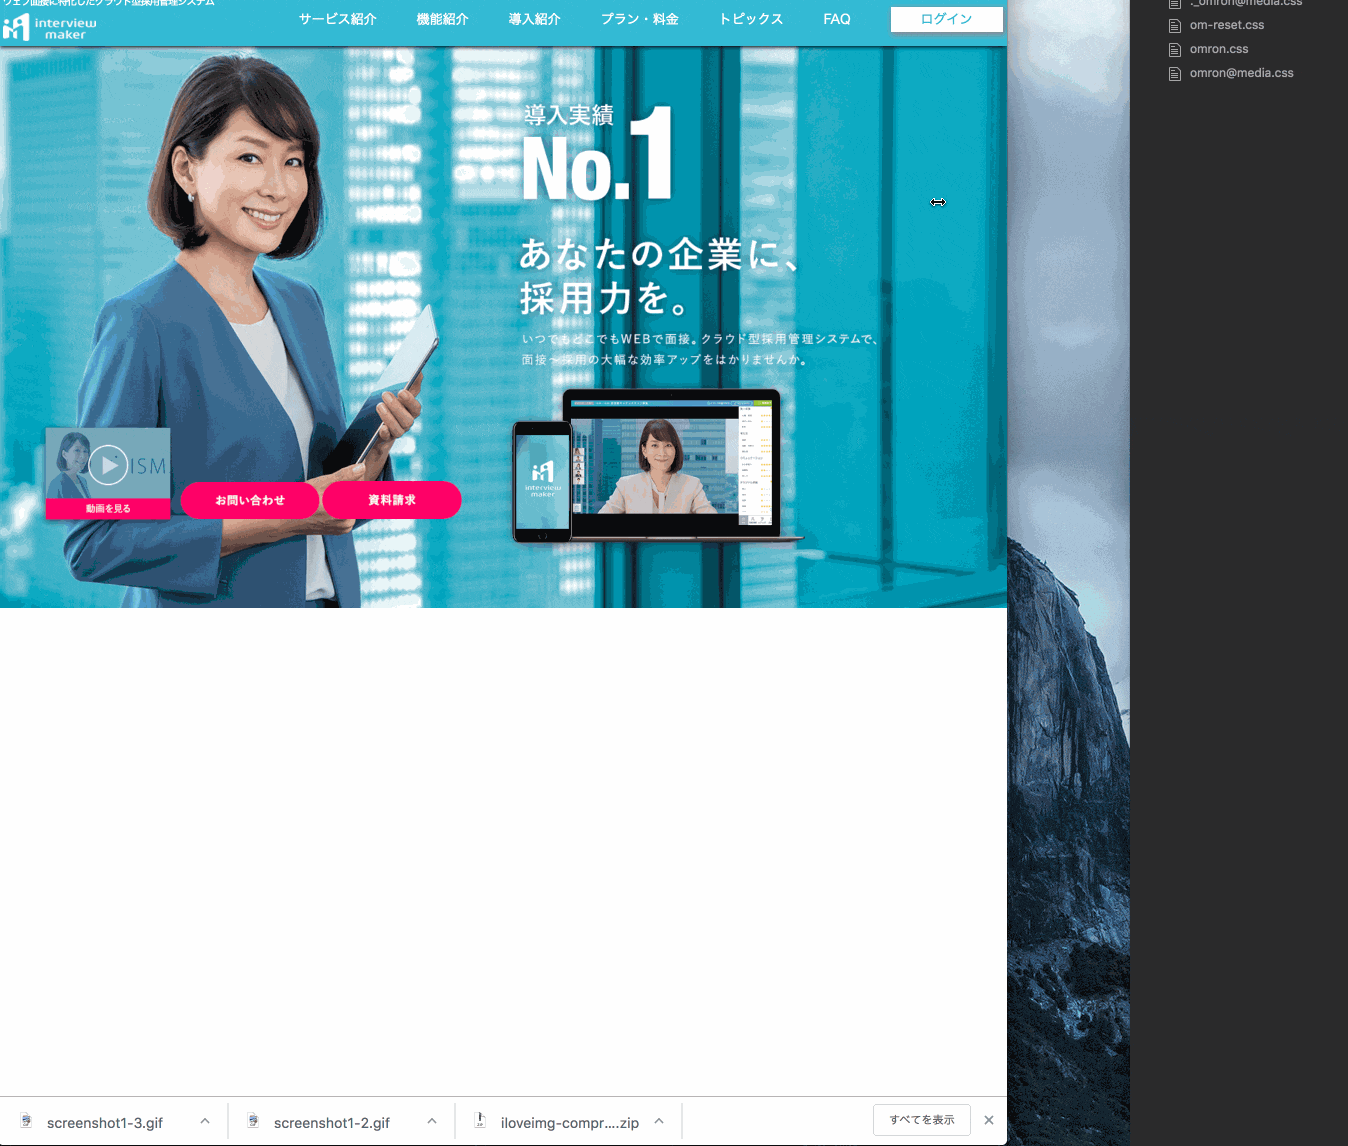 ウェブ面接に特化したクラウド型採用管理システム
interview
maker
サービス紹介
機能紹介
導入紹介
プラン・料金
トピックス
FAQ
ログイン
導入実績
No.1
あなたの企業に、
採用力を。
いつでもどこでもWEBで面接。クラウド型採用管理システムで、
面接〜採用の大幅な効率アップをはかりませんか。
ISM
動画を見る
お問い合わせ
資料請求
interview
maker
._omron@media.css
om-reset.css
omron.css
omron@media.css
screenshot1-3.gif
screenshot1-2.gif
iloveimg-compr....zip
すべてを表示